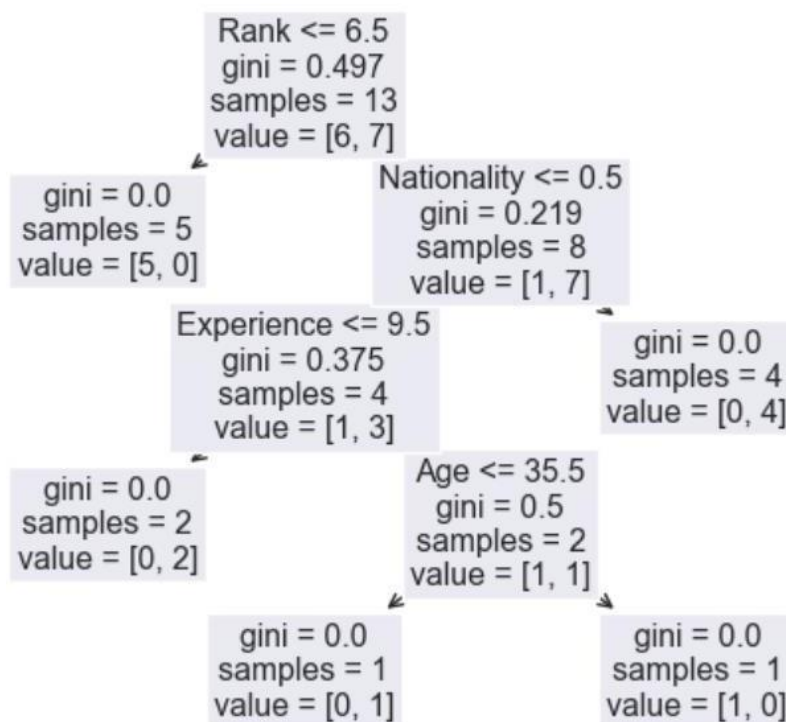 Rank <= 6.5
gini = 0.497
samples = 13
value = [6, 7]
gini = 0.0
samples = 5
value = [5, 0]
Nationality <= 0.5
gini = 0.219
samples = 8
value = [1, 7]
Experience <= 9.5
gini = 0.375
samples = 4
value = [1, 3]
gini = 0.0
samples = 4
value = [0, 4]
gini = 0.0
samples = 2
value = [0, 2]
Age <= 35.5
gini = 0.5
samples = 2
value = [1, 1]
gini = 0.0
samples = 1
value = [0, 1]
gini = 0.0
samples = 1
value = [1, 0]